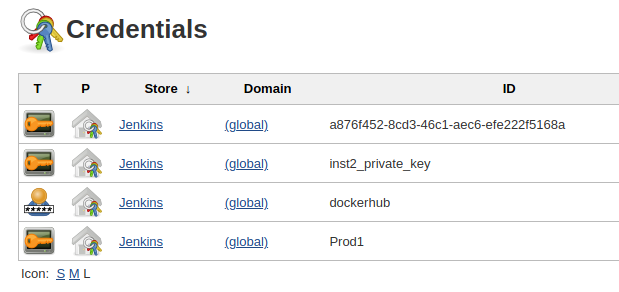 Credentials
T P Store ↓ Domain ID
Jenkins (global) a876f452-8cd3-46c1-aec6-efe222f5168a
Jenkins (global) inst2_private_key
***** Jenkins (global) dockerhub
Jenkins (global) Prod1
Icon: S M L